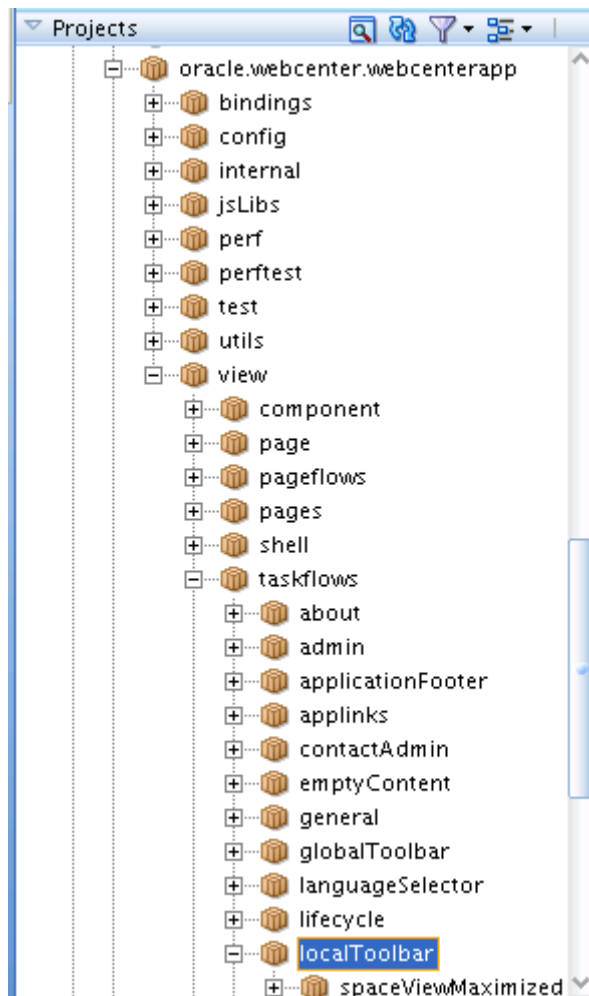 Projects
oracle.webcenter.webcenterapp
bindings
config
internal
jsLibs
perf
perftest
test
utils
view
component
page
pageflows
pages
shell
taskflows
about
admin
applicationFooter
applinks
contactAdmin
emptyContent
general
globalToolbar
languageSelector
lifecycle
localToolbar
spaceViewMaximized